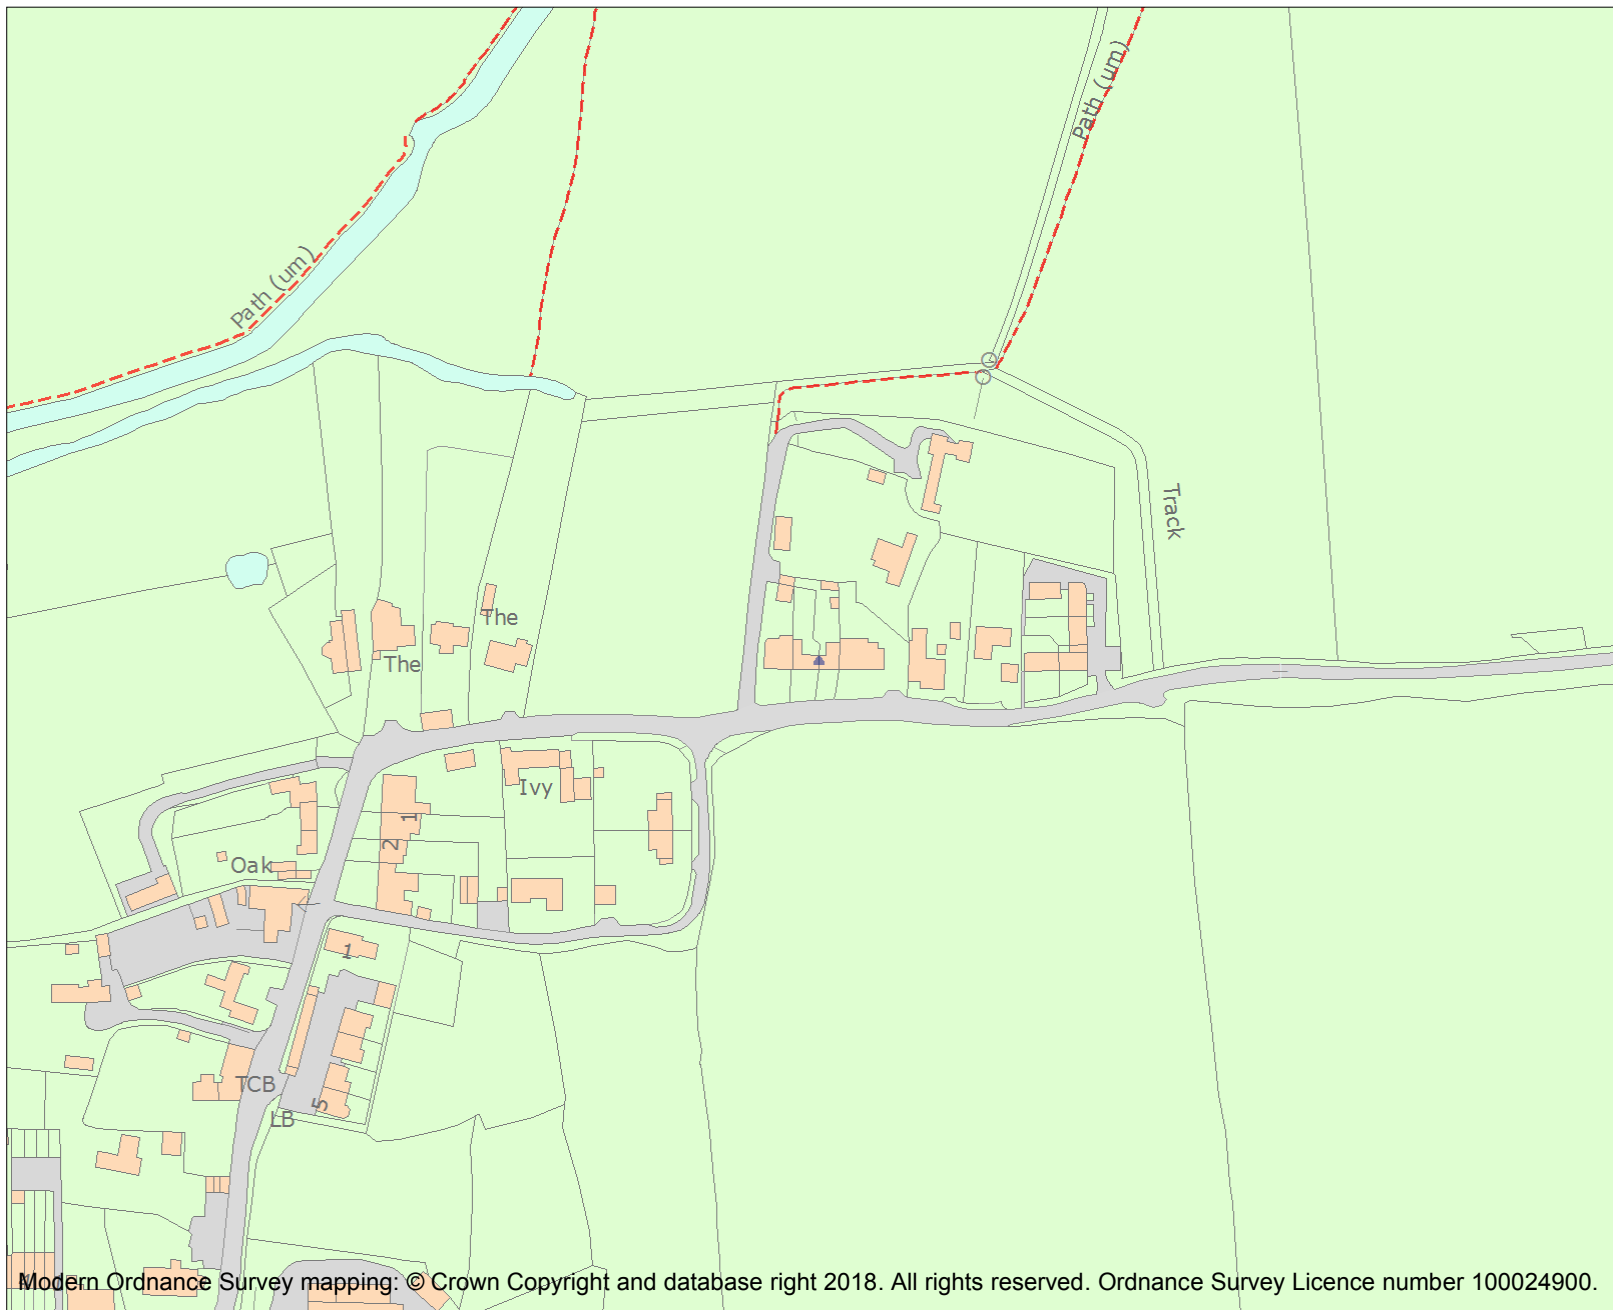 Path (um)
Path (um)
Track
The
The
Ivy
1
2
Oak
1
TCB
5
LB
Modern Ordnance Survey mapping: © Crown Copyright and database right 2018. All rights reserved. Ordnance Survey Licence number 100024900.